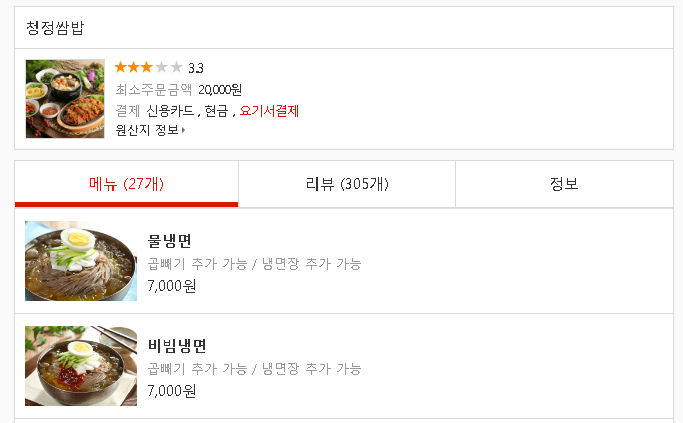 청정쌈밥
3.3
최소주문금액 20,000원
결제 신용카드 , 현금 , 요기서결제
원산지 정보
메뉴 (27개) 리뷰 (305개) 정보
물냉면
곱빼기 추가 가능 / 냉면장 추가 가능
7,000원
비빔냉면
곱빼기 추가 가능 / 냉면장 추가 가능
7,000원